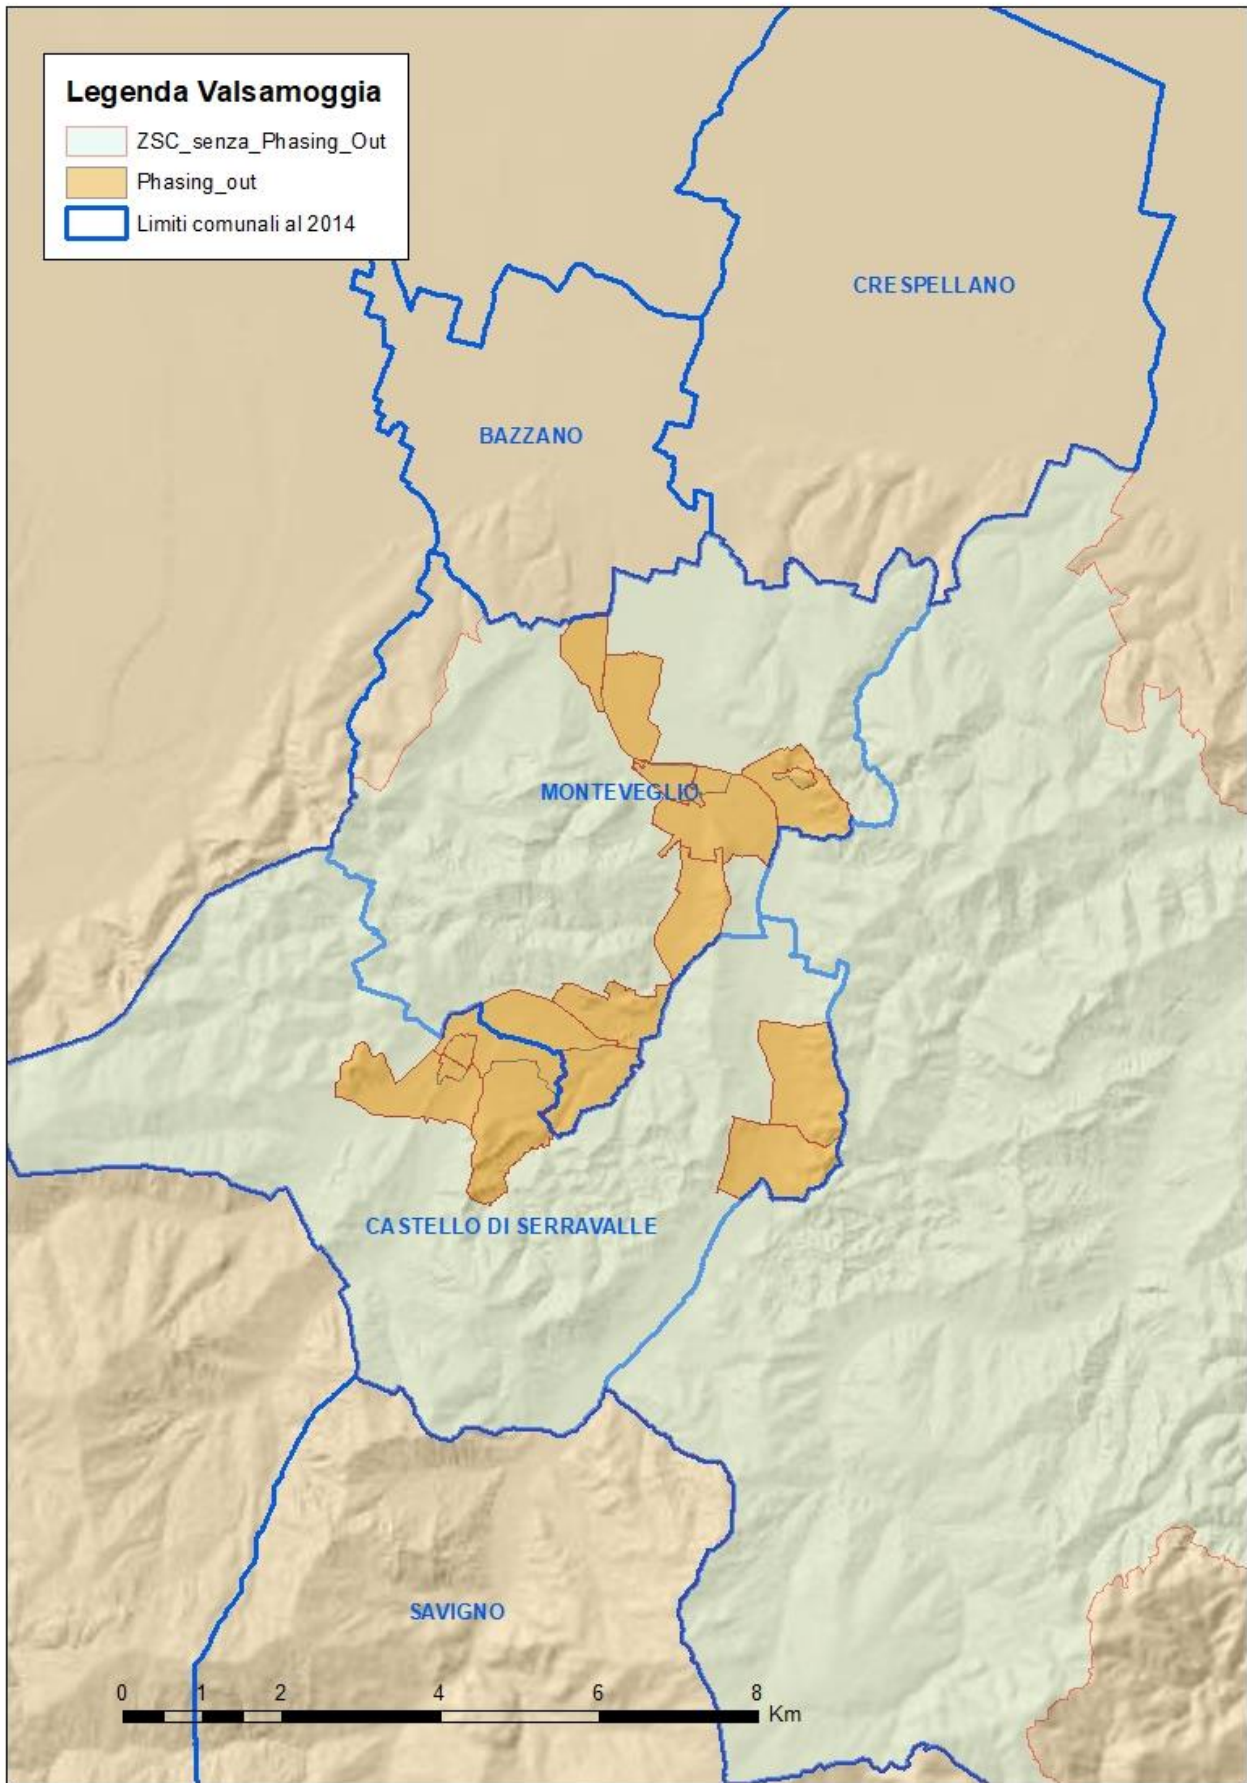 Legenda Valsamoggia
ZSC_senza_Phasing_Out
Phasing_out
Limiti comunali al 2014
CRESPELLANO
BAZZANO
MONTEVEGLIO
CASTELLO DI SERRAVALLE
SAVIGNO
0 1 2 4 6 8
Km